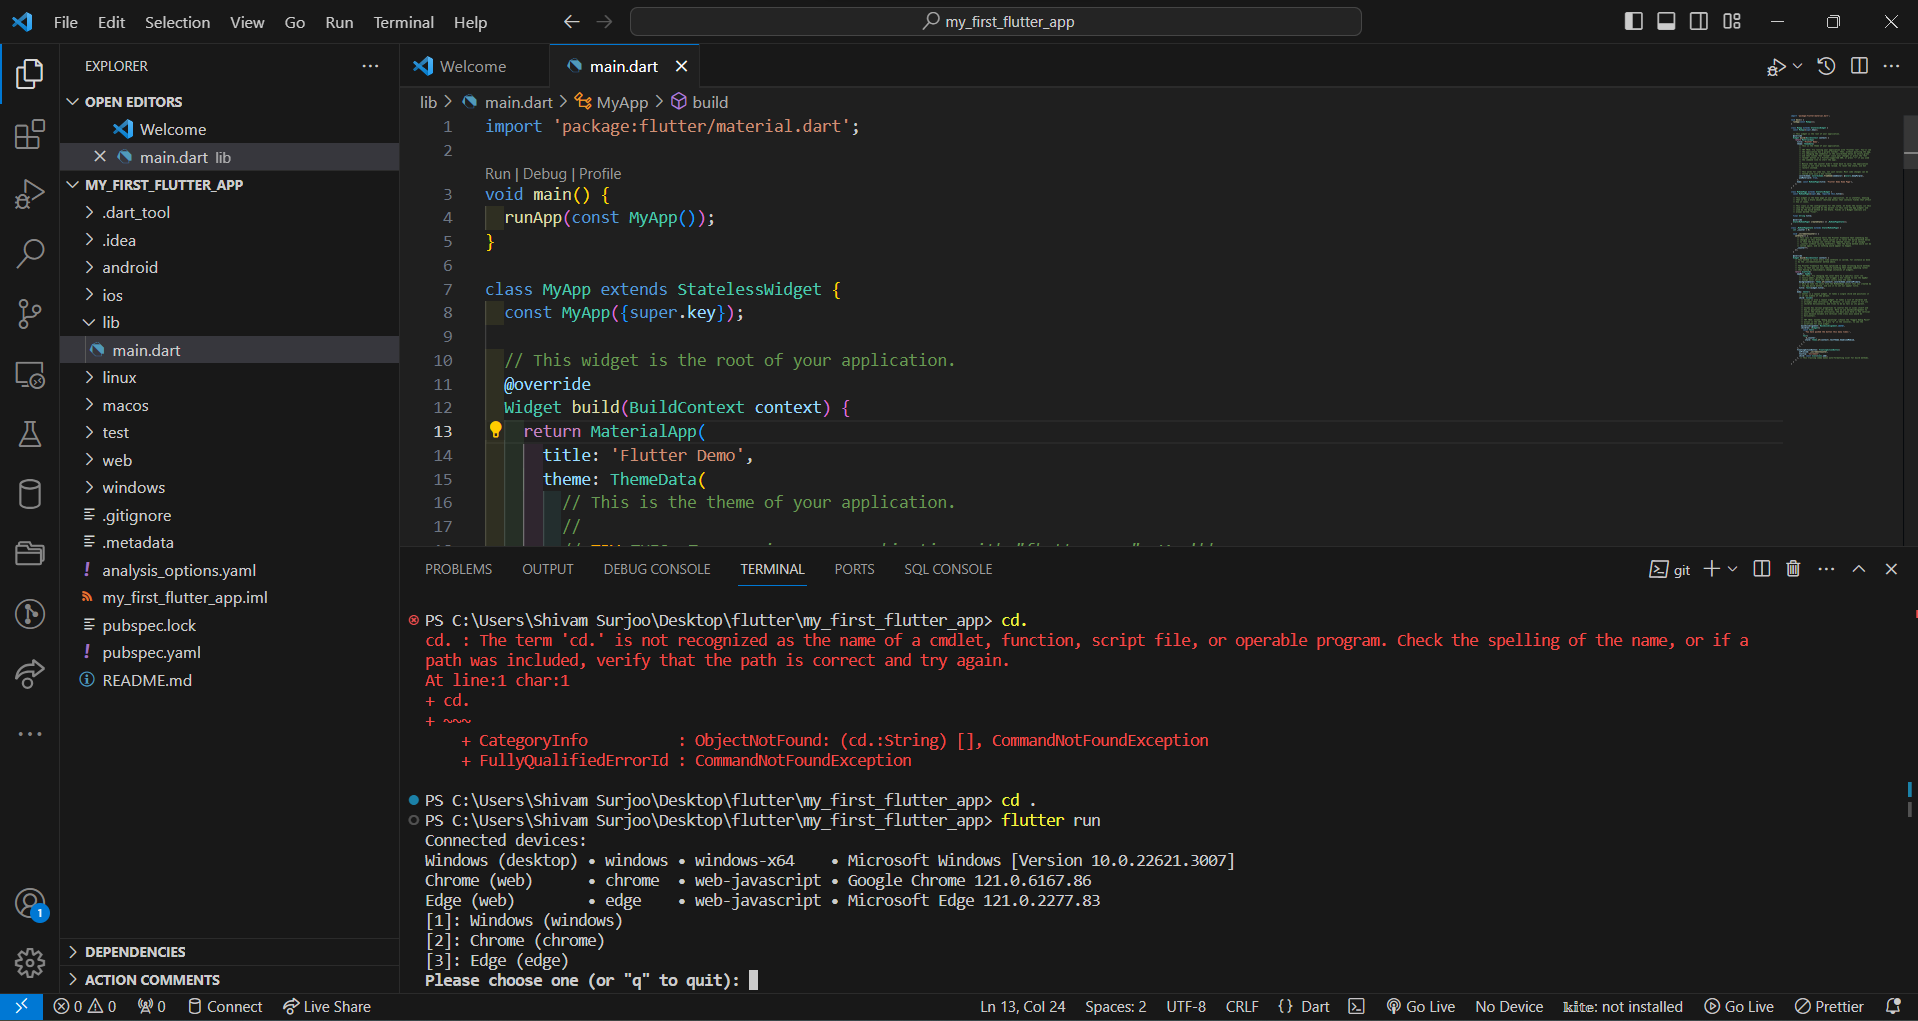 File Edit Selection View Go Run Terminal Help
my_first_flutter_app
EXPLORER
OPEN EDITORS
Welcome
main.dart lib
MY_FIRST_FLUTTER_APP
.dart_tool
.idea
android
ios
lib
main.dart
linux
macos
test
web
windows
.gitignore
.metadata
analysis_options.yaml
my_first_flutter_app.iml
pubspec.lock
pubspec.yaml
README.md
DEPENDENCIES
ACTION COMMENTS
1
Welcome main.dart
lib > main.dart > MyApp > build
1 import 'package:flutter/material.dart';
2
Run | Debug | Profile
3 void main() {
4 runApp(const MyApp());
5 }
6
7 class MyApp extends StatelessWidget {
8 const MyApp({super.key});
9
10 // This widget is the root of your application.
11 @override
12 Widget build(BuildContext context) {
13 return MaterialApp(
14 title: 'Flutter Demo',
15 theme: ThemeData(
16 // This is the theme of your application.
17 //
PROBLEMS OUTPUT DEBUG CONSOLE TERMINAL PORTS SQL CONSOLE
git
PS C:\Users\Shivam Surjoo\Desktop\flutter\my_first_flutter_app> cd.
cd. : The term 'cd.' is not recognized as the name of a cmdlet, function, script file, or operable program. Check the spelling of the name, or if a
path was included, verify that the path is correct and try again.
At line:1 char:1
+ cd.
+ ~~~
+ CategoryInfo : ObjectNotFound: (cd.:String) [], CommandNotFoundException
+ FullyQualifiedErrorId : CommandNotFoundException
PS C:\Users\Shivam Surjoo\Desktop\flutter\my_first_flutter_app> cd .
PS C:\Users\Shivam Surjoo\Desktop\flutter\my_first_flutter_app> flutter run
Connected devices:
Windows (desktop) • windows • windows-x64 • Microsoft Windows [Version 10.0.22621.3007]
Chrome (web) • chrome • web-javascript • Google Chrome 121.0.6167.86
Edge (web) • edge • web-javascript • Microsoft Edge 121.0.2277.83
[1]: Windows (windows)
[2]: Chrome (chrome)
[3]: Edge (edge)
Please choose one (or "q" to quit):
0 0 0 Connect Live Share Ln 13, Col 24 Spaces: 2 UTF-8 CRLF {} Dart Go Live No Device kite: not installed Go Live Prettier